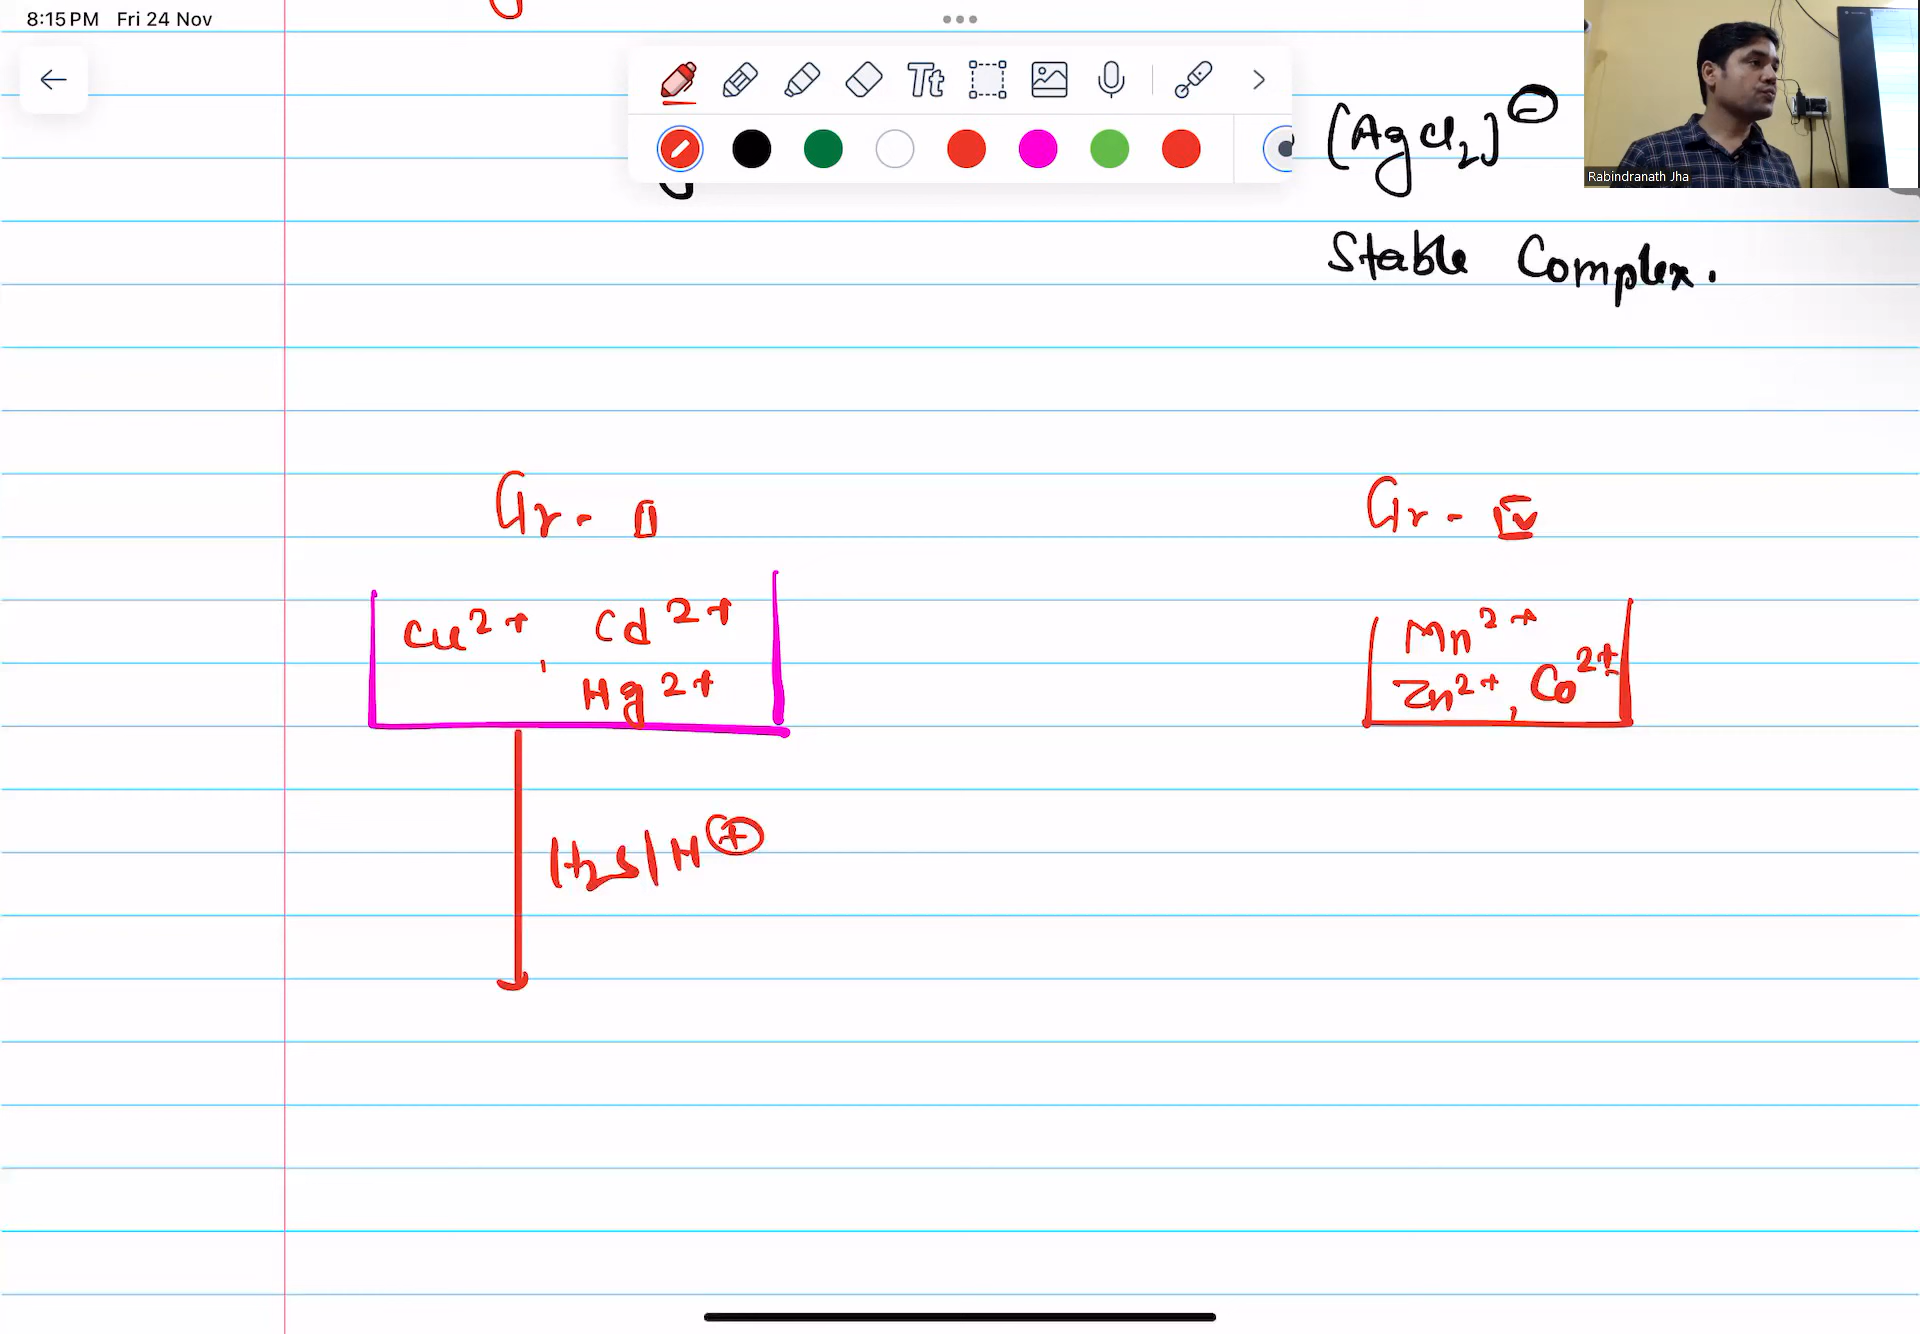 8:15 PM Fri 24 Nov
Tt
[AgCl₂]⊖
Rabindranath Jha
Stable Complex.
Gr - II
Gr - IV
Cu²⁺, Cd²⁺
Hg²⁺
Mn²⁺
Zn²⁺, Co²⁺
H₂S/H⊕